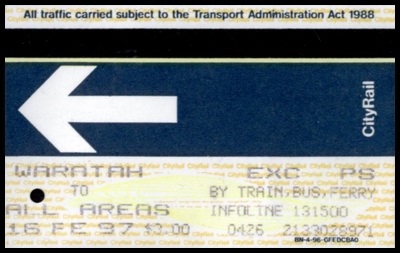 All traffic carried subject to the Transport Administration Act 1988
CityRail
WARATAH EXC PS
TO BY TRAIN,BUS,FERRY
ALL AREAS INFOLINE 131500
16 FE 97 $3.00 0426 2133028971
BN-4-96-GFEDCBA0